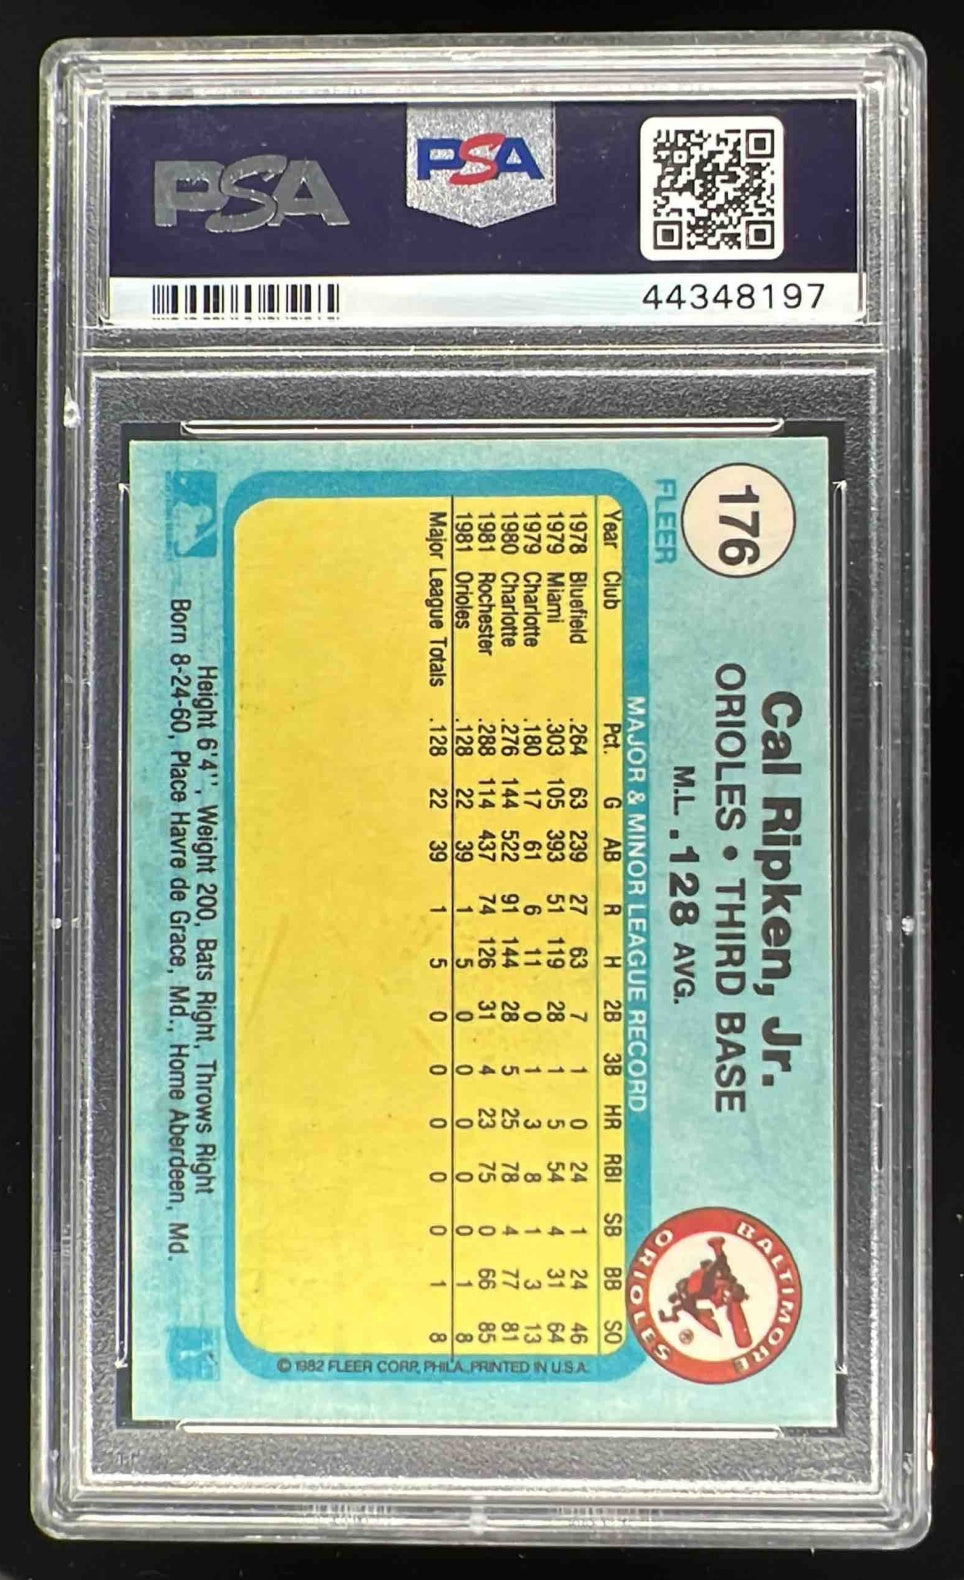 PSA
PSA
44348197
176
FLEER
Cal Ripken, Jr.
ORIOLES • THIRD BASE
M.L. .128 AVG.
BALTIMORE ORIOLES ®
MAJOR & MINOR LEAGUE RECORD
Year Club Pct. G AB R H 2B 3B HR RBI SB BB SO
1978 Bluefield .264 63 239 27 63 7 1 0 24 1 24 46
1979 Miami .303 105 393 51 119 28 1 5 54 4 31 64
1979 Charlotte .180 17 61 6 11 0 1 3 8 1 3 13
1980 Charlotte .276 144 522 91 144 28 5 25 78 4 77 81
1981 Rochester .288 114 437 74 126 31 4 23 75 0 66 85
1981 Orioles .128 22 39 1 5 0 0 0 0 0 1 8
Major League Totals .128 22 39 1 5 0 0 0 0 0 1 8
© 1982 FLEER CORP., PHILA., PRINTED IN U.S.A.
Height 6'4'', Weight 200, Bats Right, Throws Right
Born 8-24-60, Place Havre de Grace, Md., Home Aberdeen, Md.